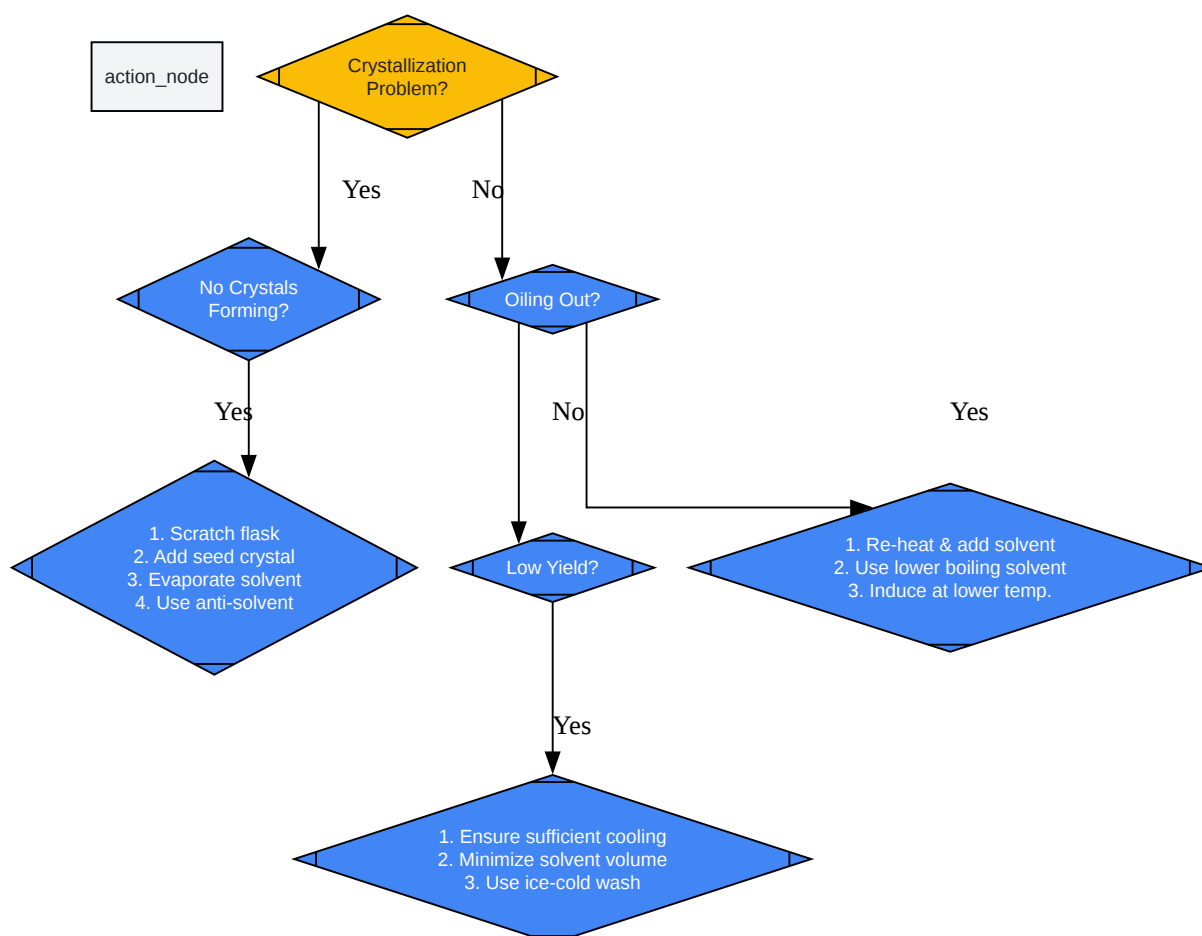 action_node
Crystallization
Problem?
Yes
No
No Crystals
Forming?
Oiling Out?
Yes
No
Yes
1. Scratch flask
2. Add seed crystal
3. Evaporate solvent
4. Use anti-solvent
Low Yield?
1. Re-heat & add solvent
2. Use lower boiling solvent
3. Induce at lower temp.
Yes
1. Ensure sufficient cooling
2. Minimize solvent volume
3. Use ice-cold wash